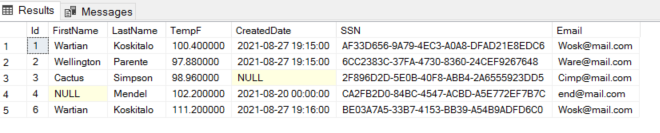 Results Messages
Id FirstName LastName TempF CreatedDate SSN Email
1 1 Wartian Koskitalo 100.400000 2021-08-27 19:15:00 AF33D656-9A79-4EC3-A0A8-DFAD21E8EDC6 Wosk@mail.com
2 2 Wellington Parente 97.880000 2021-08-27 19:15:00 6CC2383C-37FA-4730-8360-24CEF9267648 Ware@mail.com
3 3 Cactus Simpson 98.960000 NULL 2F896D2D-5E0B-40F8-ABB4-2A6555923DD5 Cimp@mail.com
4 4 NULL Mendel 102.200000 2021-08-20 00:00:00 CA2FB2D0-84BC-4547-ACBD-A5E772EF7B7C end@mail.com
5 6 Wartian Koskitalo 111.200000 2021-08-27 19:16:00 BE03A7A5-33B7-4153-BB39-A54B9ADFD6C0 Wosk@mail.com